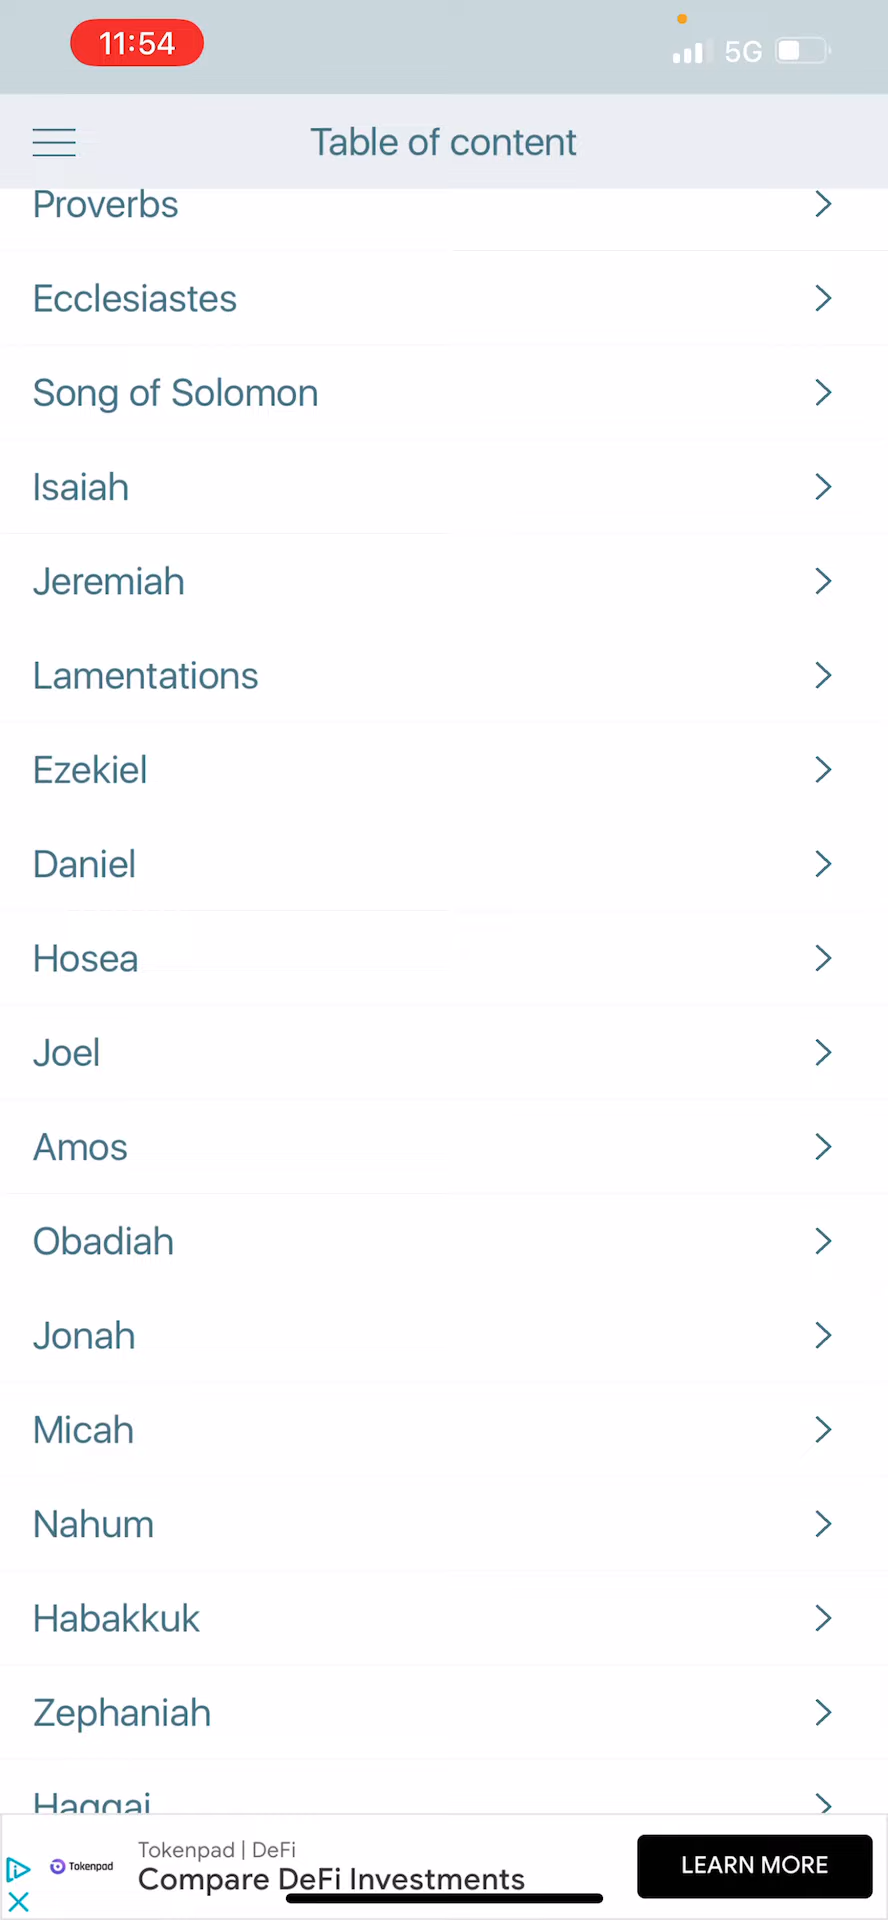 11:54
5G
Table of content
Proverbs
Ecclesiastes
Song of Solomon
Isaiah
Jeremiah
Lamentations
Ezekiel
Daniel
Hosea
Joel
Amos
Obadiah
Jonah
Micah
Nahum
Habakkuk
Zephaniah
Haggai
Tokenpad
Tokenpad | DeFi
Compare DeFi Investments
LEARN MORE